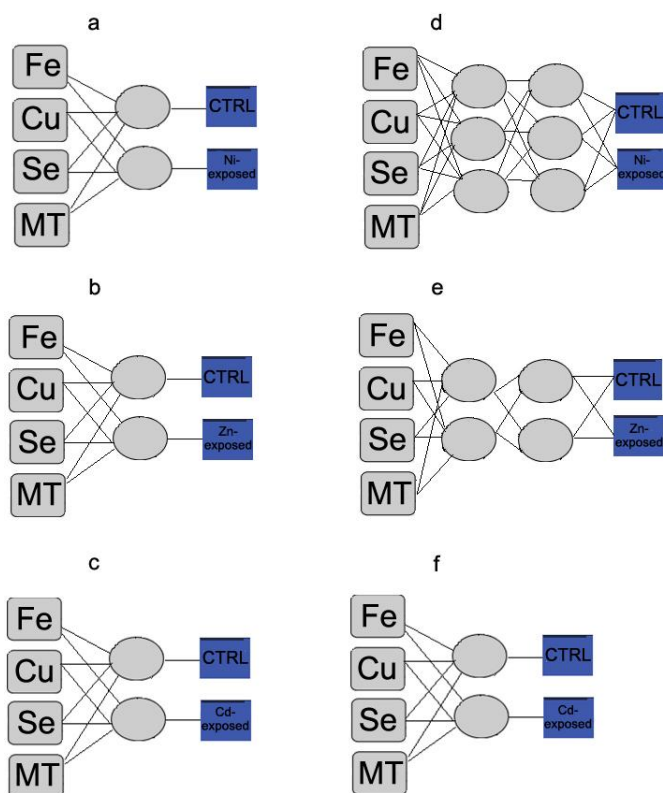 a
Fe
Cu
Se
MT
CTRL
Ni-
exposed
d
Fe
Cu
Se
MT
CTRL
Ni-
exposed
b
Fe
Cu
Se
MT
CTRL
Zn-
exposed
e
Fe
Cu
Se
MT
CTRL
Zn-
exposed
c
Fe
Cu
Se
MT
CTRL
Cd-
exposed
f
Fe
Cu
Se
MT
CTRL
Cd-
exposed